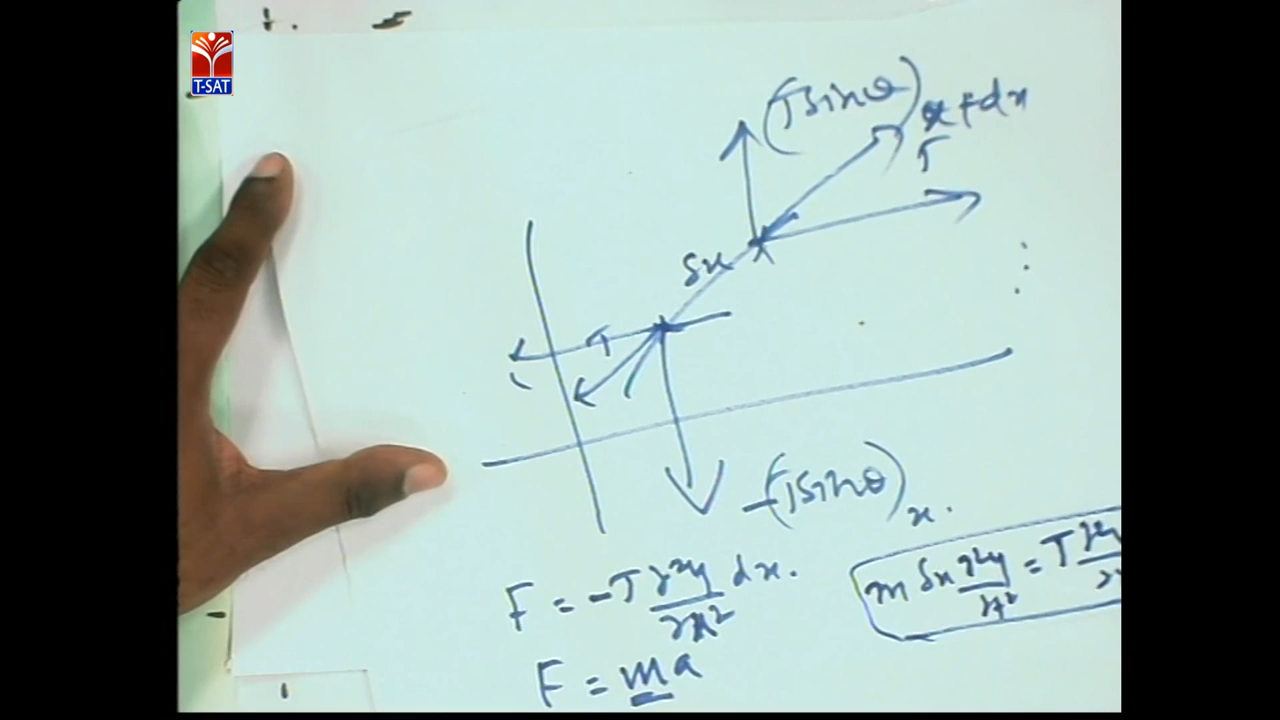 T-SAT
(T sin θ)x+dx
T
δx
T
-(T sin θ)x.
F = -T ∂²y/∂x² dx.
m δx ∂²y/∂t² = T ∂²y
F = ma